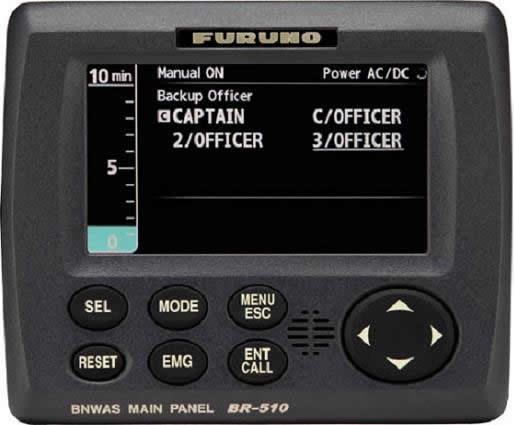 FURUNO
10 min
Manual ON Power AC/DC
Backup Officer
C CAPTAIN C/OFFICER
2/OFFICER 3/OFFICER
5
0
SEL MODE MENU ESC
RESET EMG ENT CALL
BNWAS MAIN PANEL BR-510